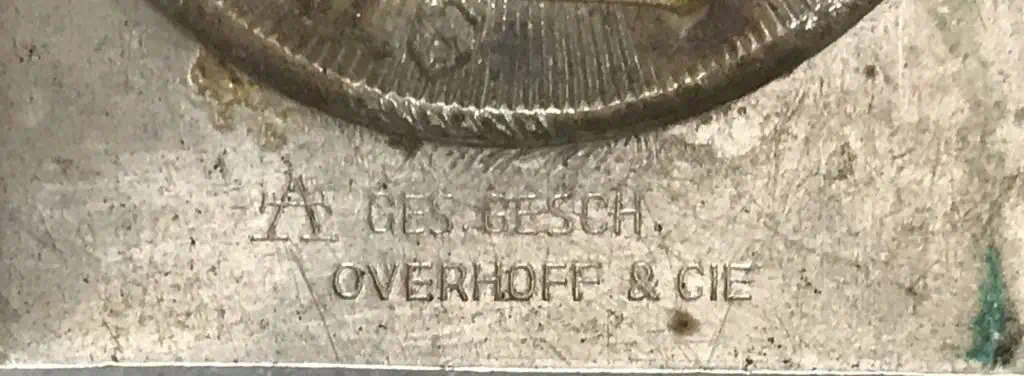 A GES. GESCH.
OVERHOFF & CIE